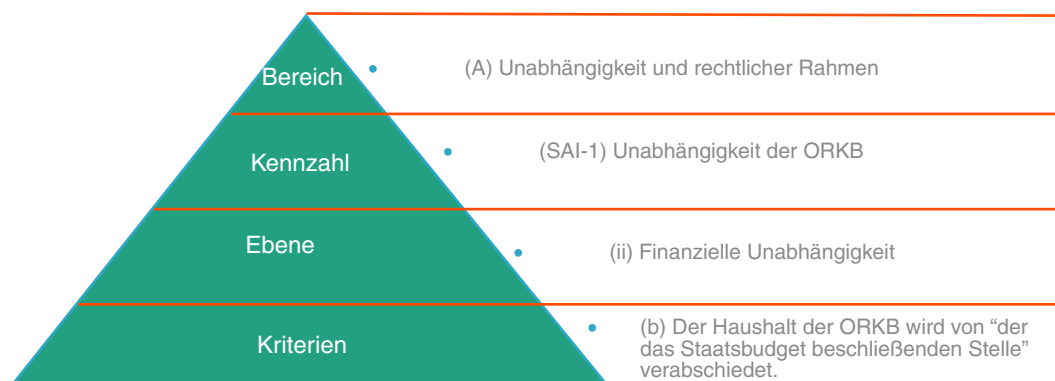 Bereich
(A) Unabhängigkeit und rechtlicher Rahmen
Kennzahl
(SAI-1) Unabhängigkeit der ORKB
Ebene
(ii) Finanzielle Unabhängigkeit
Kriterien
(b) Der Haushalt der ORKB wird von “der
das Staatsbudget beschließenden Stelle”
verabschiedet.